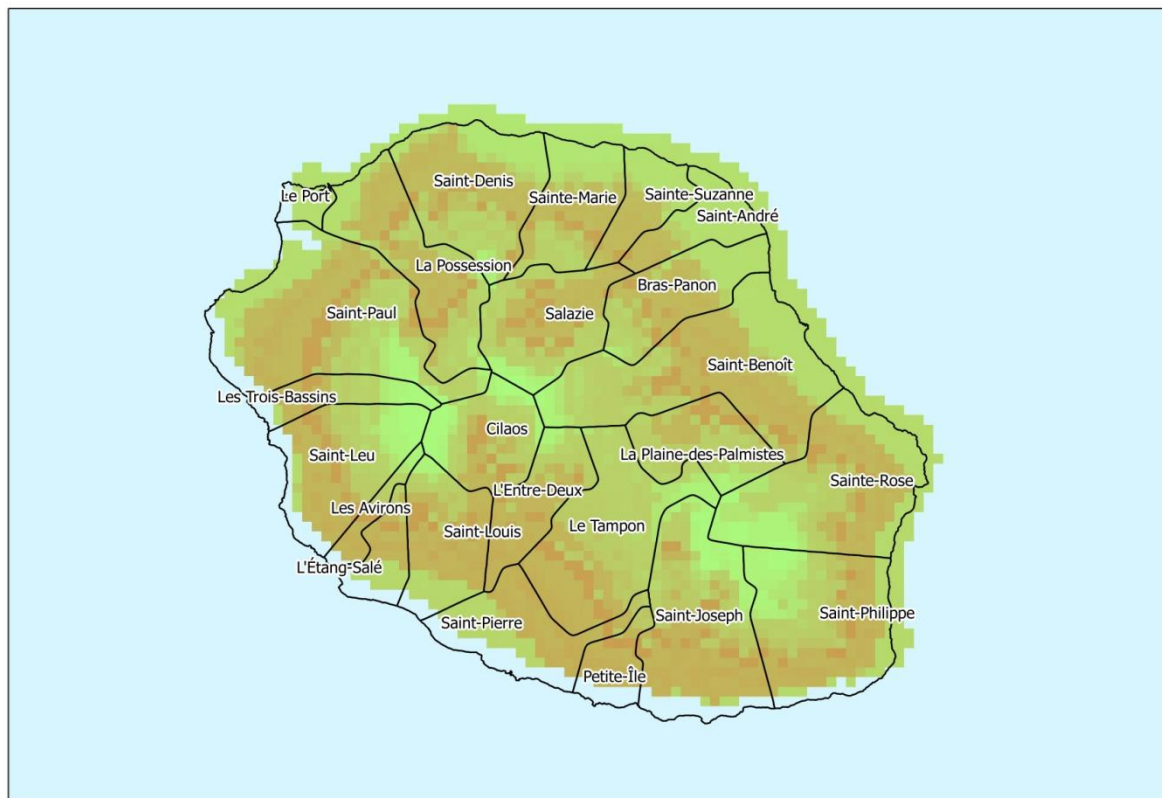 Saint-Denis
Le Port
Sainte-Marie
Sainte-Suzanne
Saint-André
La Possession
Bras-Panon
Saint-Paul
Salazie
Saint-Benoît
Les Trois-Bassins
Cilaos
Saint-Leu
La Plaine-des-Palmistes
Sainte-Rose
L'Entre-Deux
Les Avirons
Saint-Louis
Le Tampon
L'Étang-Salé
Saint-Pierre
Saint-Joseph
Saint-Philippe
Petite-Île